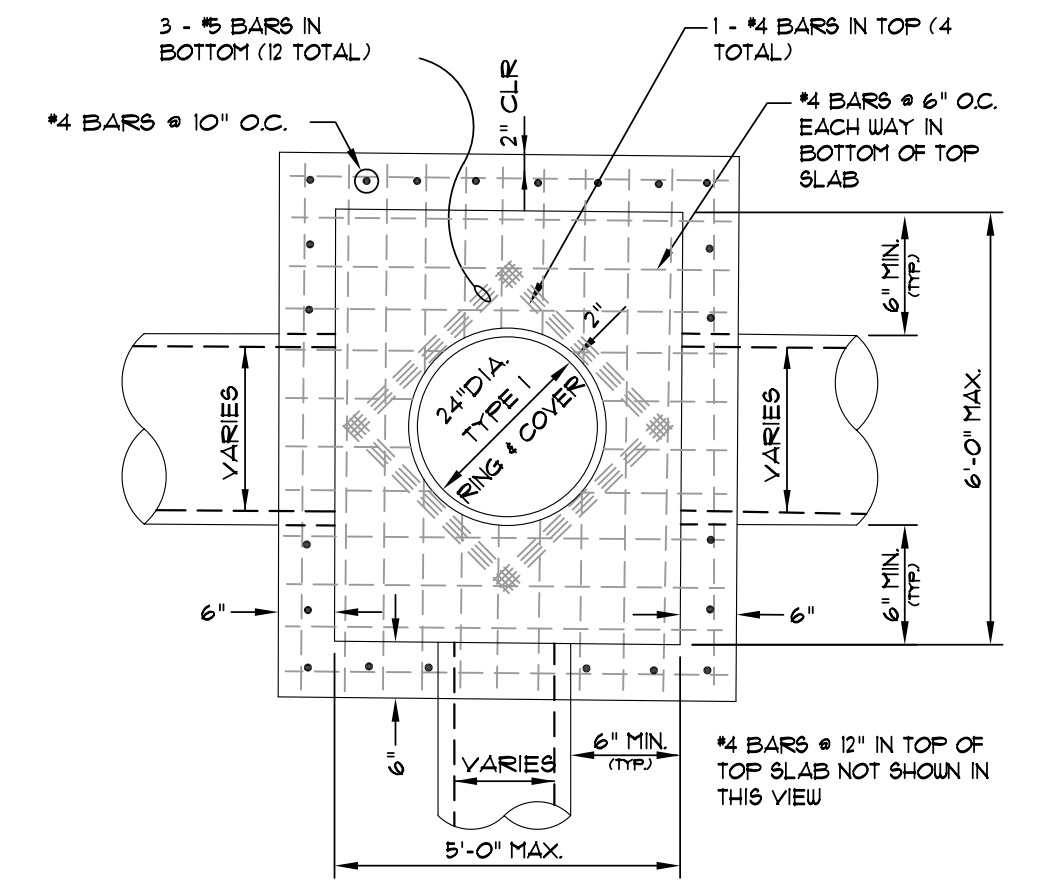 3 - #5 BARS IN
BOTTOM (12 TOTAL)
1 - #4 BARS IN TOP (4
TOTAL)
2" CLR
#4 BARS @ 10" O.C.
#4 BARS @ 6" O.C.
EACH WAY IN
BOTTOM OF TOP
SLAB
6" MIN.
(TYP.)
2"
24"DIA.
TYPE 1
RING & COVER
VARIES
VARIES
6'-0" MAX.
6" MIN.
(TYP.)
6"
6"
6"
6" MIN.
(TYP.)
VARIES
#4 BARS @ 12" IN TOP OF
TOP SLAB NOT SHOWN IN
THIS VIEW
5'-0" MAX.